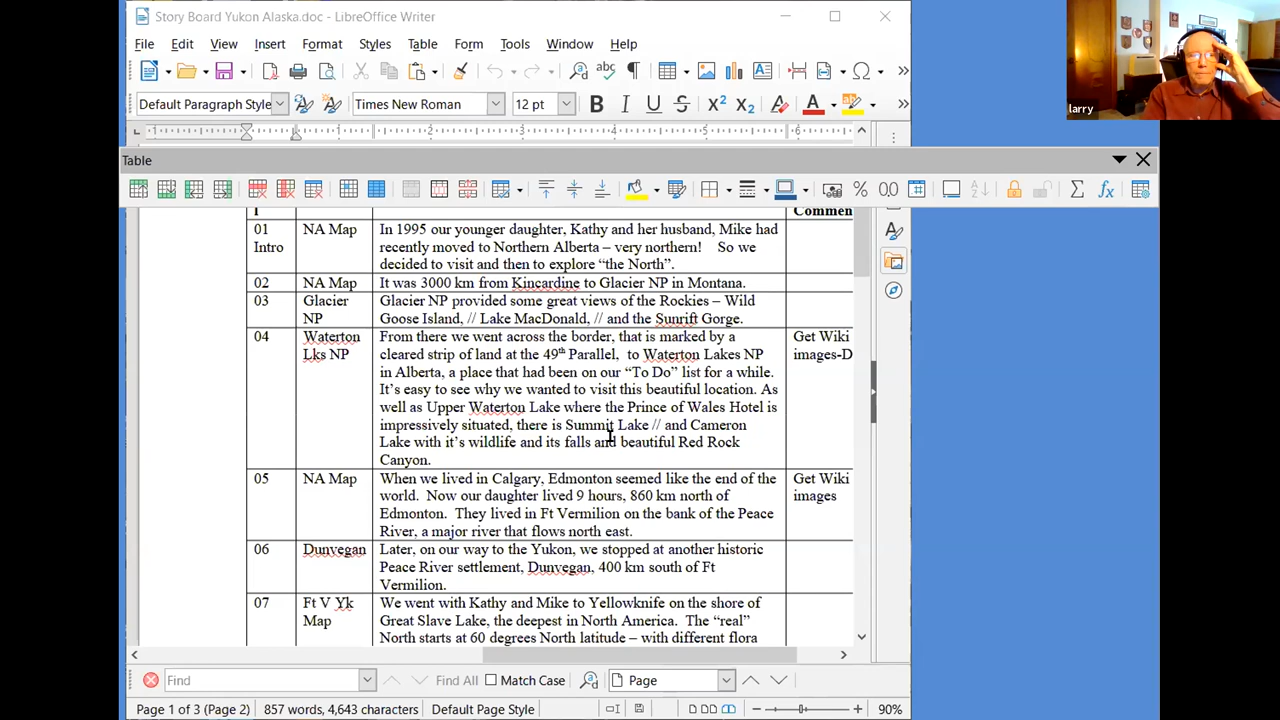 Story Board Yukon Alaska.doc - LibreOffice Writer
File Edit View Insert Format Styles Table Form Tools Window Help
Default Paragraph Style Times New Roman 12 pt
1 1 2 3 4 5 6
Table
I Commen
01 Intro
NA Map
In 1995 our younger daughter, Kathy and her husband, Mike had
recently moved to Northern Alberta – very northern! So we
decided to visit and then to explore “the North”.
02 NA Map It was 3000 km from Kincardine to Glacier NP in Montana.
03 Glacier NP
Glacier NP provided some great views of the Rockies – Wild
Goose Island, // Lake MacDonald, // and the Sunrift Gorge.
04 Waterton Lks NP
From there we went across the border, that is marked by a
cleared strip of land at the 49th Parallel, to Waterton Lakes NP
in Alberta, a place that had been on our “To Do” list for a while.
It’s easy to see why we wanted to visit this beautiful location. As
well as Upper Waterton Lake where the Prince of Wales Hotel is
impressively situated, there is Summit Lake // and Cameron
Lake with it’s wildlife and its falls and beautiful Red Rock
Canyon.
Get Wiki
images-D
05 NA Map
When we lived in Calgary, Edmonton seemed like the end of the
world. Now our daughter lived 9 hours, 860 km north of
Edmonton. They lived in Ft Vermilion on the bank of the Peace
River, a major river that flows north east.
Get Wiki
images
06 Dunvegan
Later, on our way to the Yukon, we stopped at another historic
Peace River settlement, Dunvegan, 400 km south of Ft
Vermilion.
07 Ft V Yk Map
We went with Kathy and Mike to Yellowknife on the shore of
Great Slave Lake, the deepest in North America. The “real”
North starts at 60 degrees North latitude – with different flora
Find Find All Match Case Page
Page 1 of 3 (Page 2) 857 words, 4,643 characters Default Page Style 90%
larry